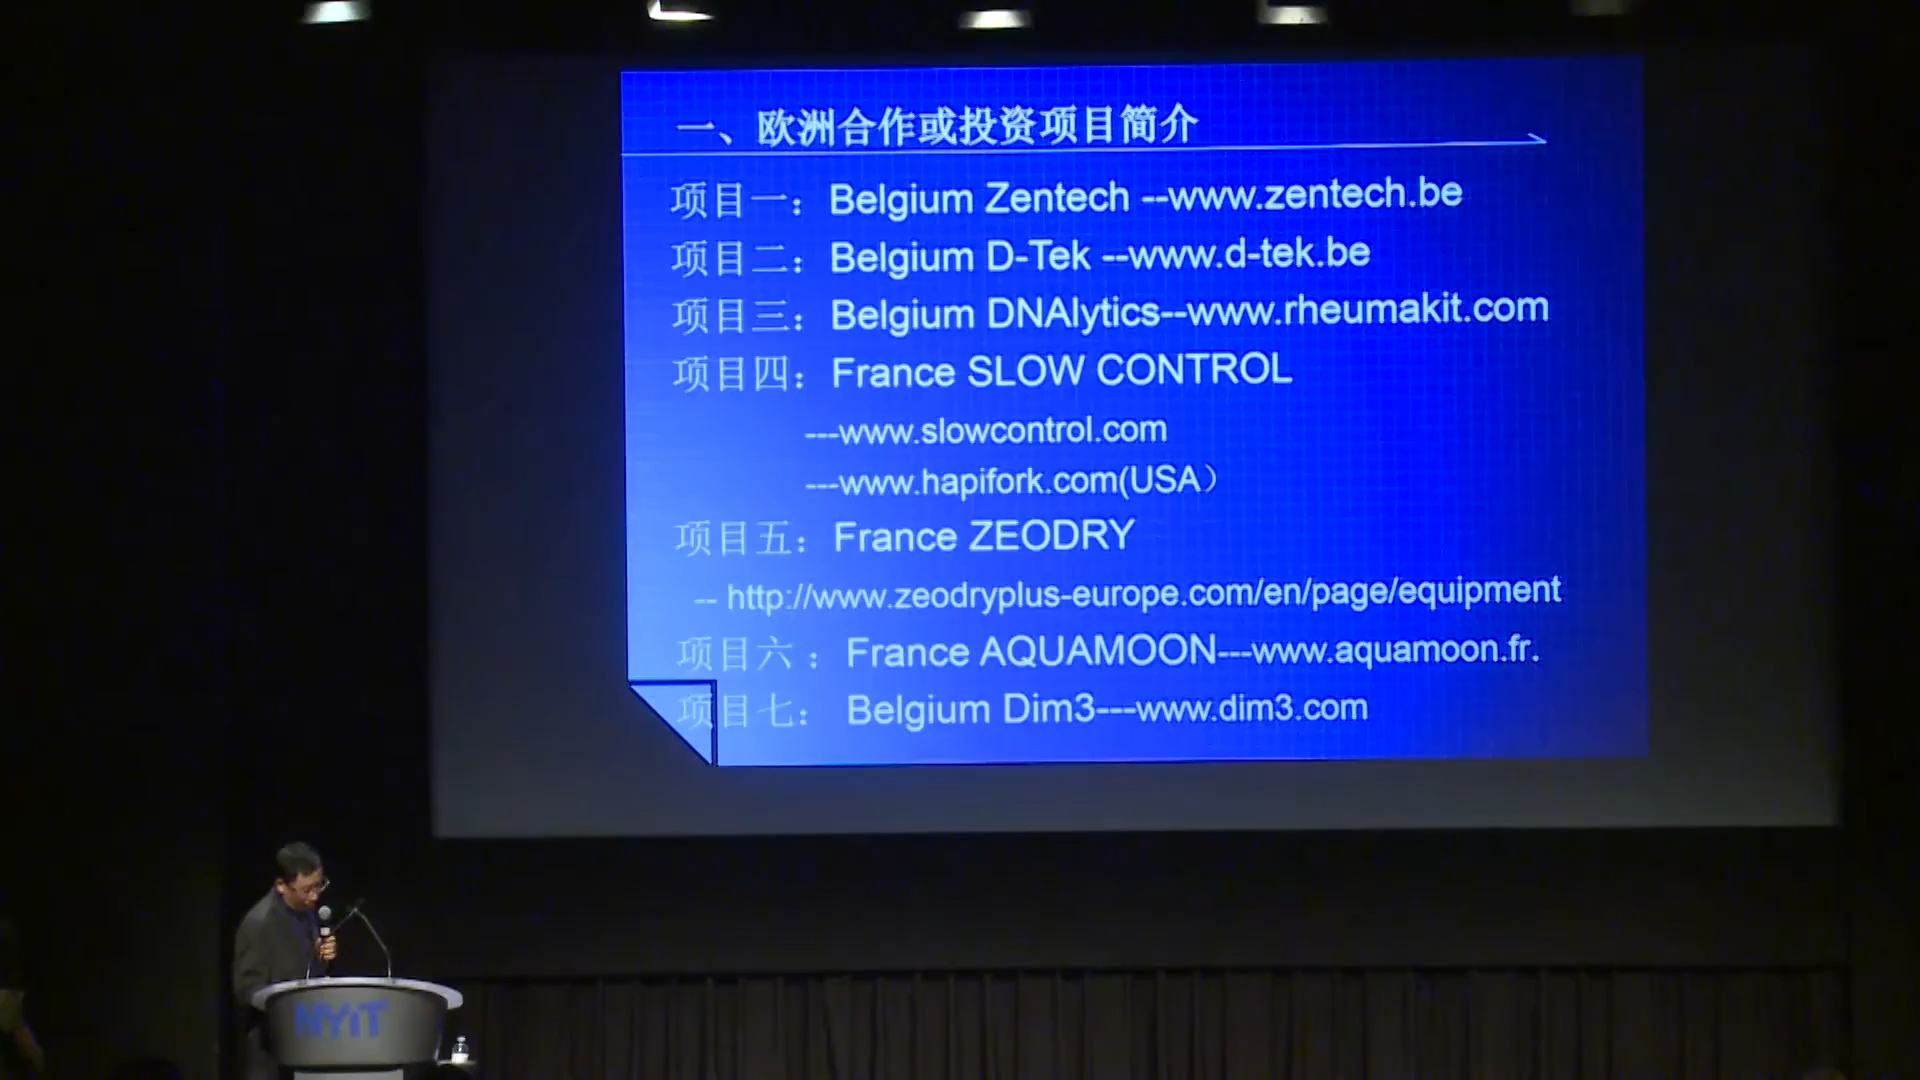 一、欧洲合作或投资项目简介
项目一：Belgium Zentech --www.zentech.be
项目二：Belgium D-Tek --www.d-tek.be
项目三：Belgium DNAlytics--www.rheumakit.com
项目四：France SLOW CONTROL
---www.slowcontrol.com
---www.hapifork.com(USA）
项目五：France ZEODRY
-- http://www.zeodryplus-europe.com/en/page/equipment
项目六 ：France AQUAMOON---www.aquamoon.fr.
项目七： Belgium Dim3---www.dim3.com
NYiT